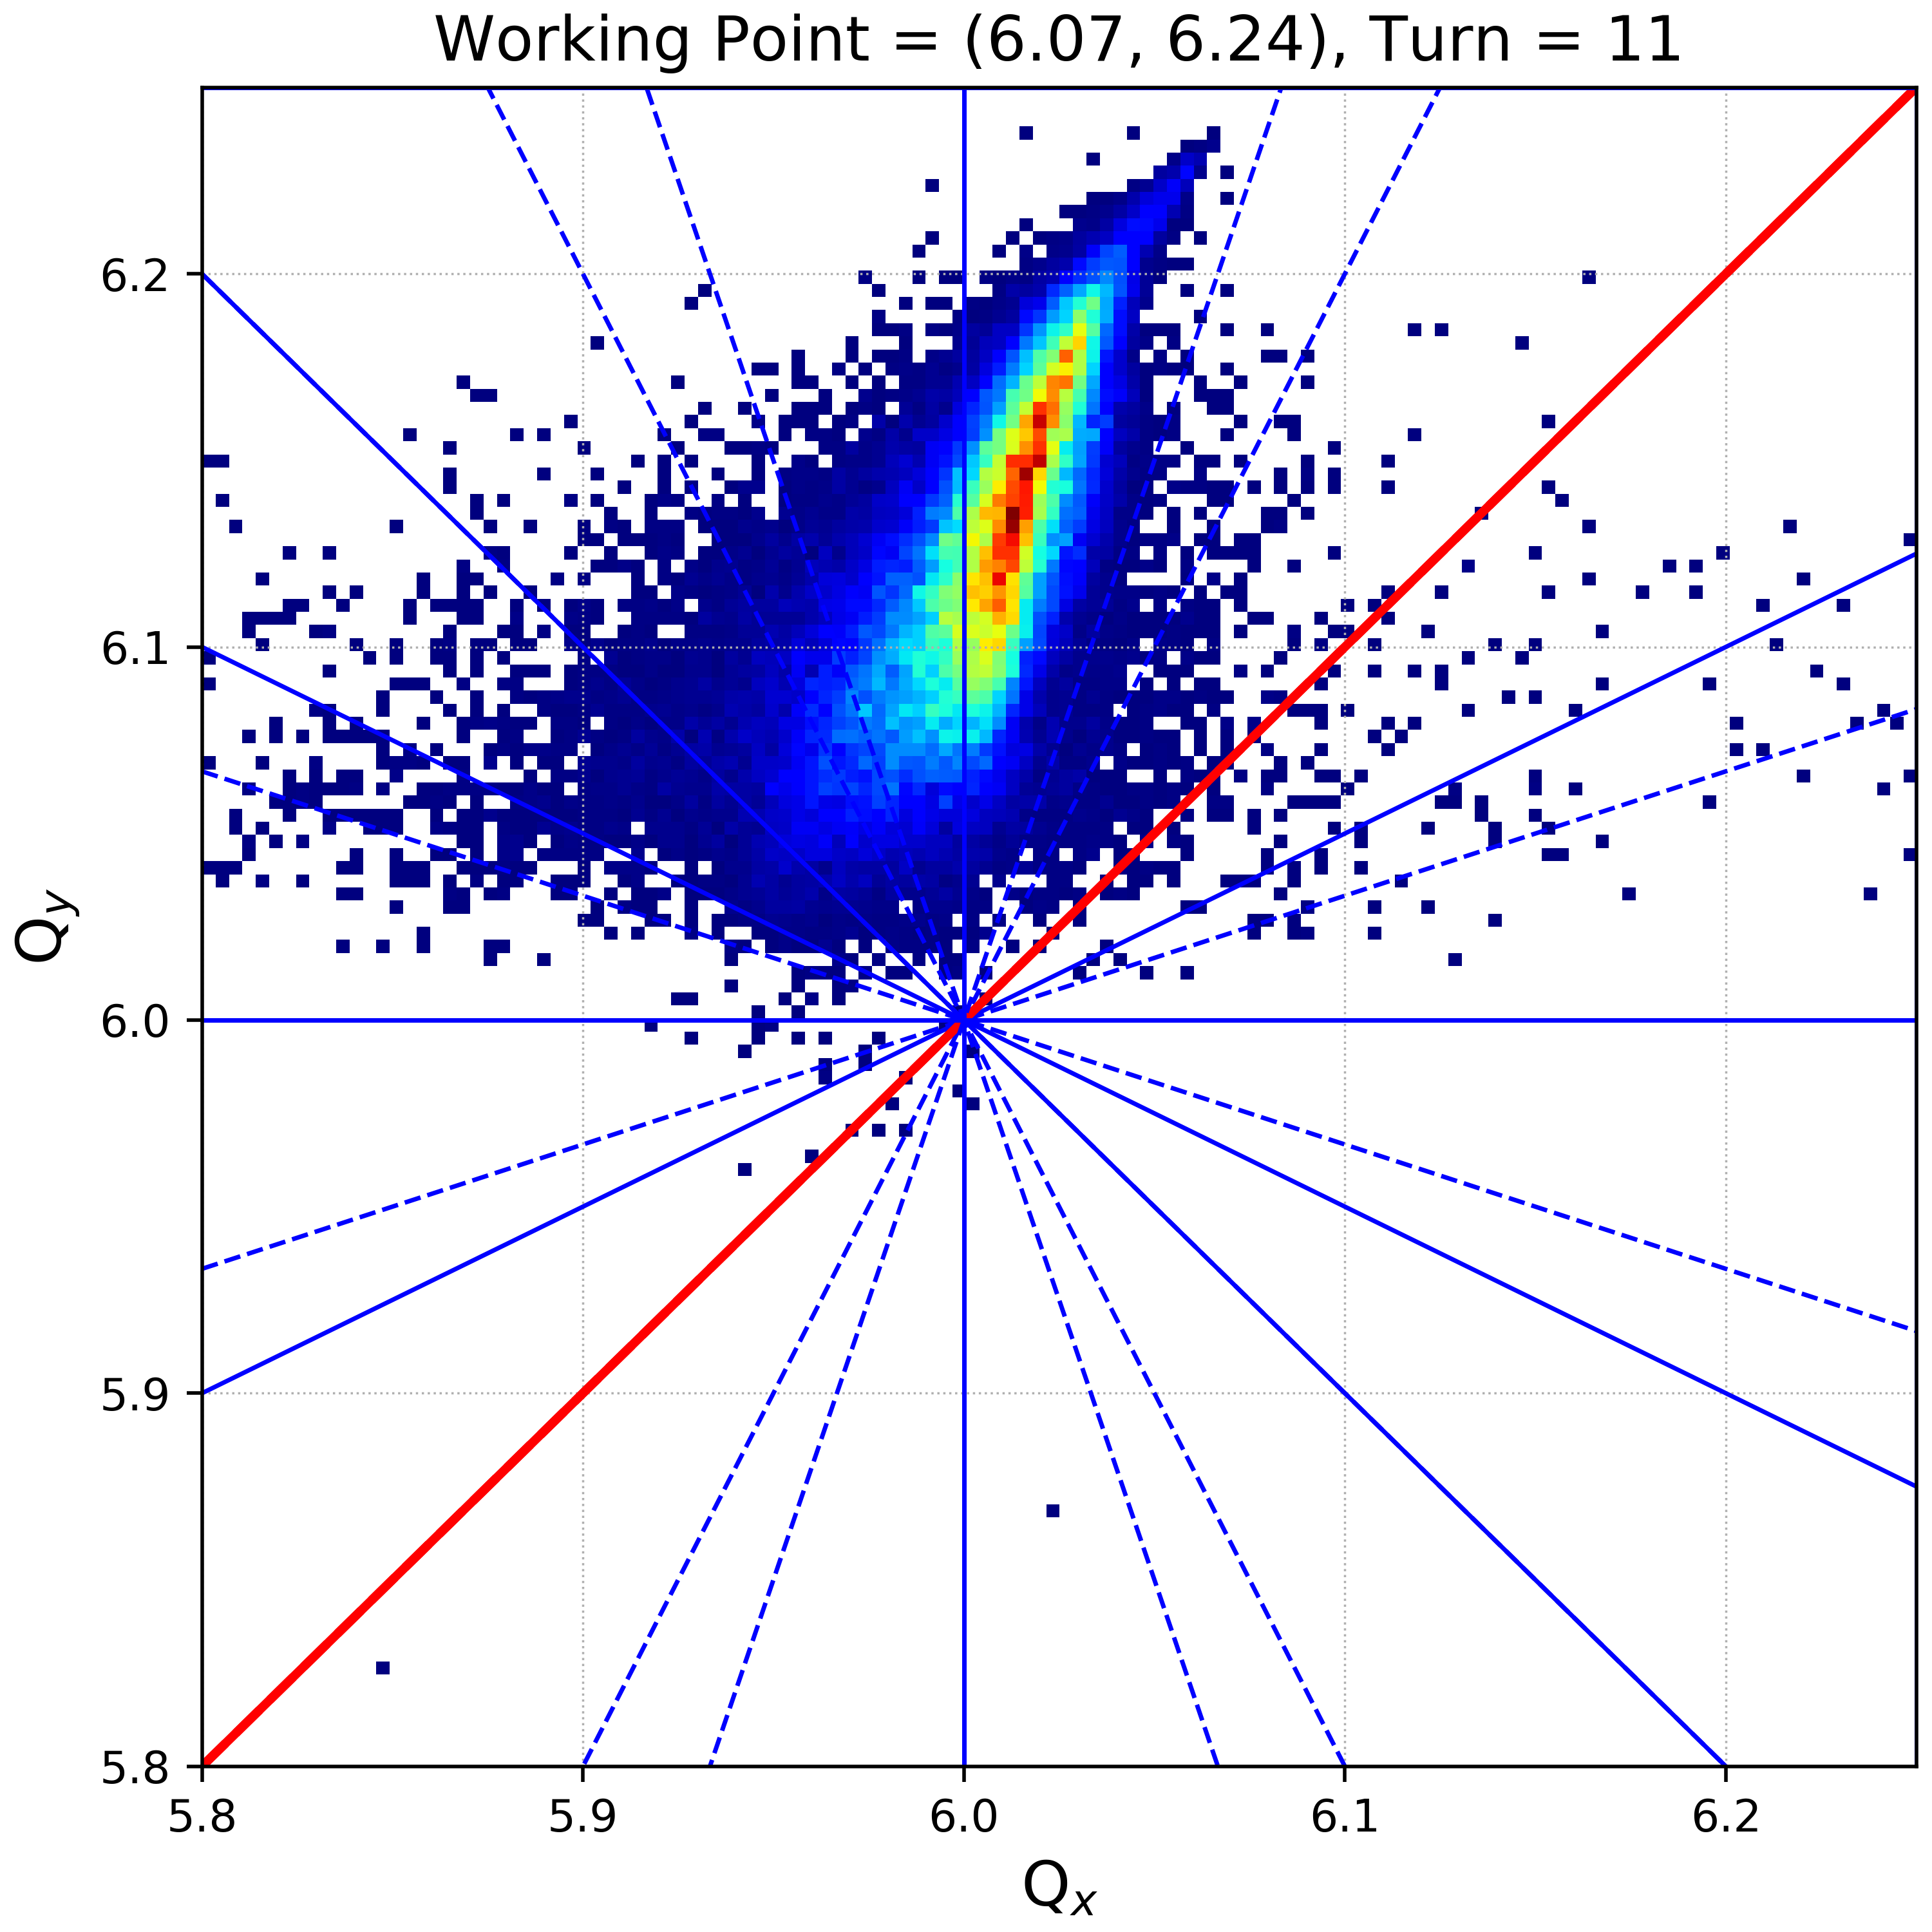 Working Point = (6.07, 6.24), Turn = 11
6.2
6.1
6.0
5.9
5.8
Qy
5.8 5.9 6.0 6.1 6.2
Qx